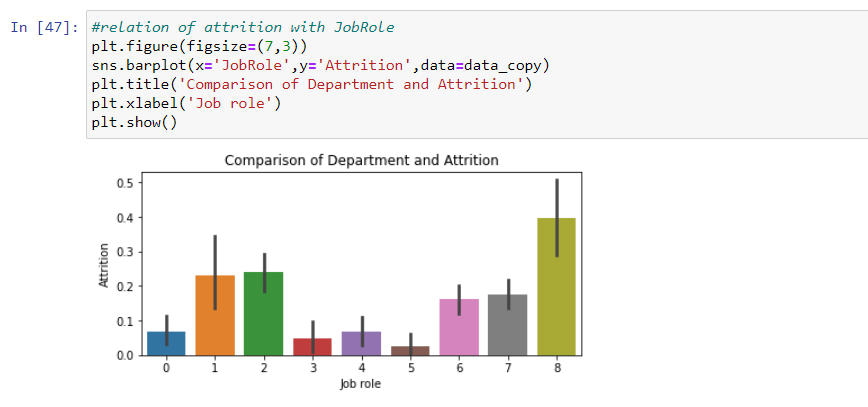 In [47]: #relation of attrition with JobRole
plt.figure(figsize=(7,3))
sns.barplot(x='JobRole',y='Attrition',data=data_copy)
plt.title('Comparison of Department and Attrition')
plt.xlabel('Job role')
plt.show()
Comparison of Department and Attrition
0.5
0.4
0.3
0.2
0.1
0.0
Attrition
0 1 2 3 4 5 6 7 8
Job role